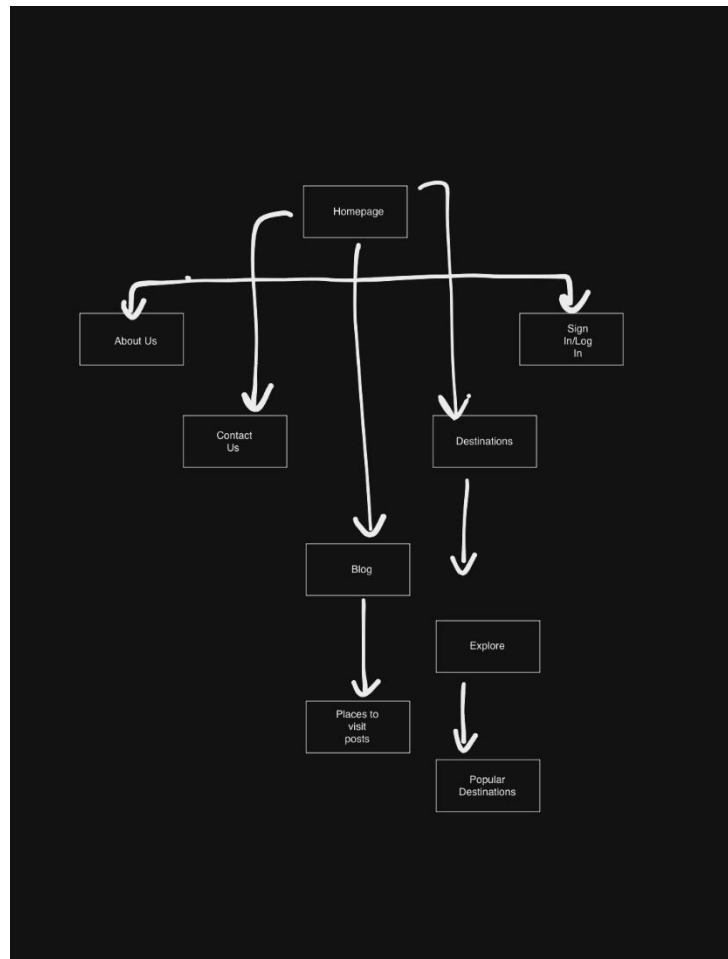 Homepage
About Us
Sign
In/Log
In
Contact
Us
Destinations
Blog
Explore
Places to
visit
posts
Popular
Destinations